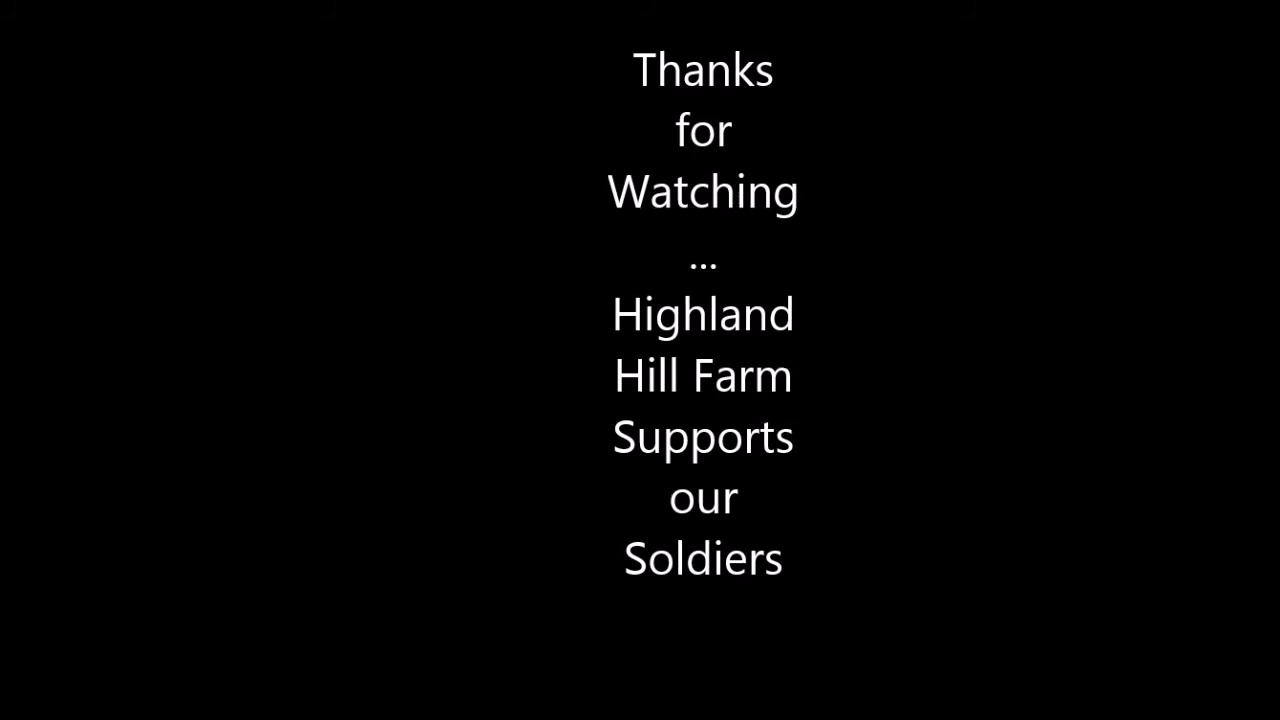 Thanks
for
Watching
...
Highland
Hill Farm
Supports
our
Soldiers